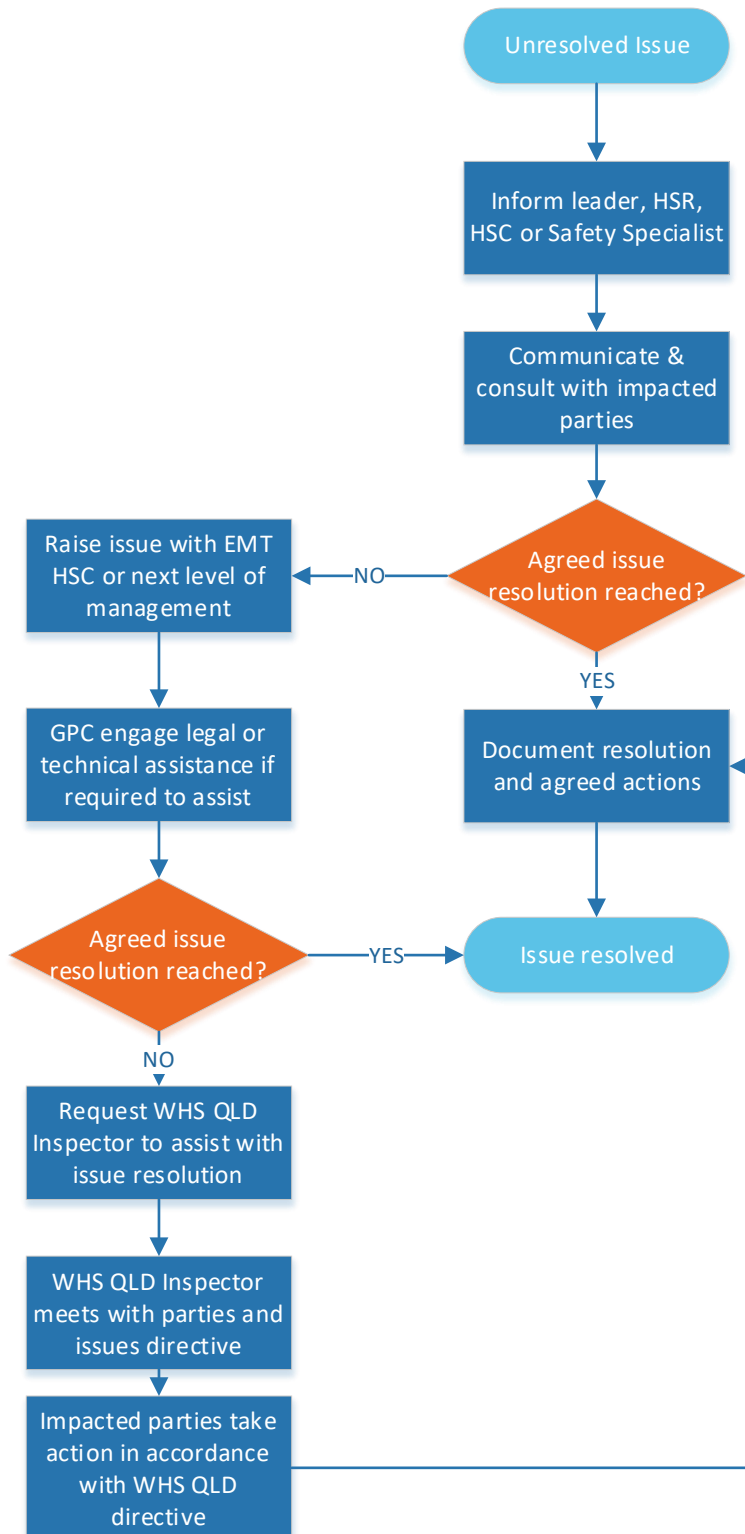 Unresolved Issue
Inform leader, HSR,
HSC or Safety Specialist
Communicate &
consult with impacted
parties
Agreed issue
resolution reached?
NO
YES
Raise issue with EMT
HSC or next level of
management
GPC engage legal or
technical assistance if
required to assist
Document resolution
and agreed actions
Agreed issue
resolution reached?
YES
Issue resolved
NO
Request WHS QLD
Inspector to assist with
issue resolution
WHS QLD Inspector
meets with parties and
issues directive
Impacted parties take
action in accordance
with WHS QLD
directive